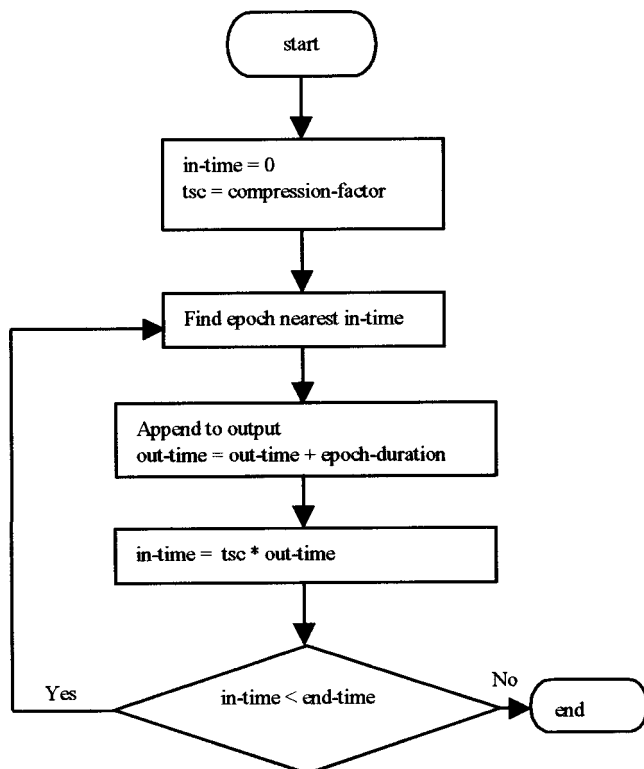 start
in-time = 0
tsc = compression-factor
Find epoch nearest in-time
Append to output
out-time = out-time + epoch-duration
in-time = tsc * out-time
in-time < end-time
Yes
No
end